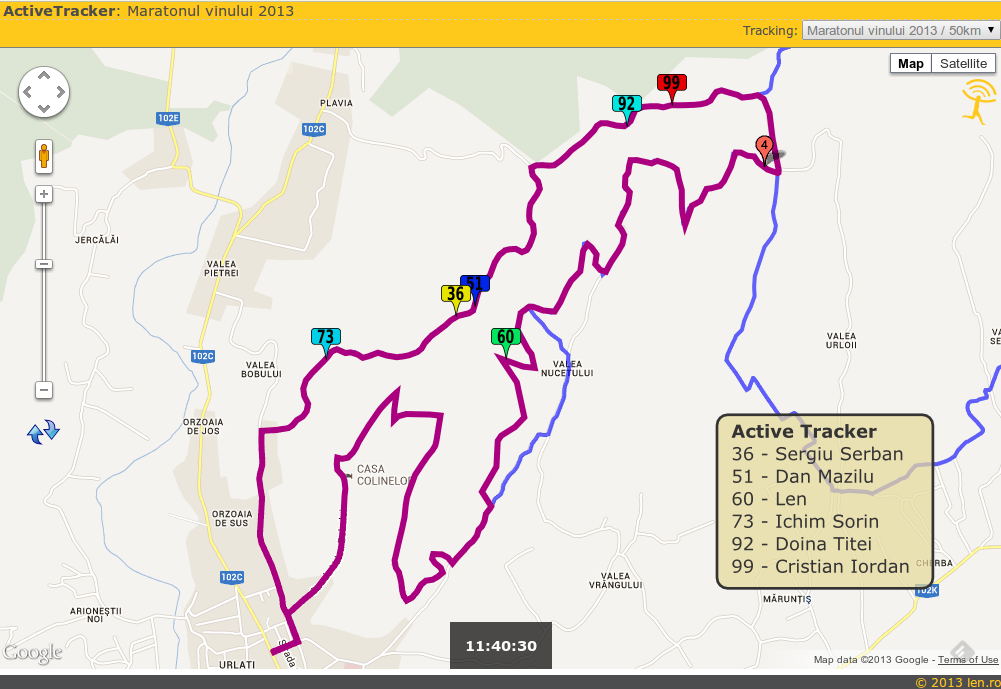 ActiveTracker: Maratonul vinului 2013
Tracking: Maratonul vinului 2013 / 50km
Map Satellite
PLAVIA
102E
102C
92
99
4
JERCĂLĂI
VALEA
PIETREI
36
51
73
60
102C
VALEA
BOBULUI
VALEA
NUCETULUI
VALEA
URLOII
VA
SE
ORZOAIA
DE JOS
CASA
COLINELOR
ORZOAIA
DE SUS
102C
Active Tracker
36 - Sergiu Serban
51 - Dan Mazilu
60 - Len
73 - Ichim Sorin
92 - Doina Titei
99 - Cristian Iordan
CHERBA
102K
VALEA
VRÂNGULUI
MĂRUNȚIȘ
ARIONEȘTII
NOI
Strada
URLATI
11:40:30
Google
Map data ©2013 Google - Terms of Use
© 2013 len.ro